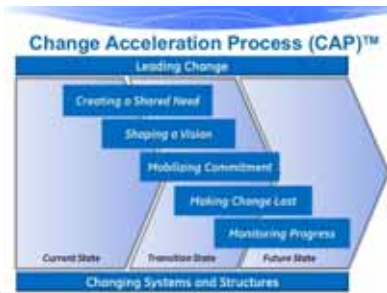 Change Acceleration Process (CAP)™
Leading Change
Creating a Shared Need
Shaping a Vision
Mobilizing Commitment
Making Change Last
Monitoring Progress
Current State
Transition State
Future State
Changing Systems and Structures